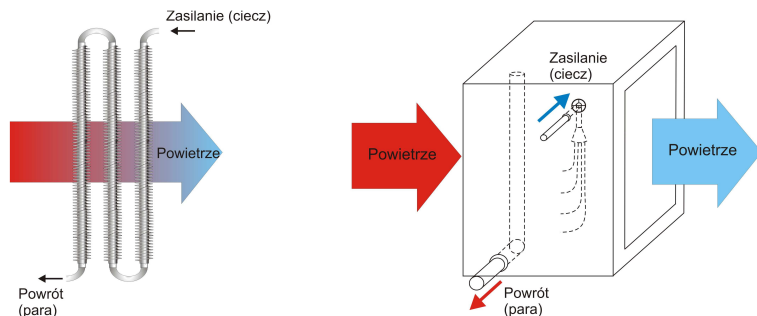 Zasilanie (ciecz)
Powietrze
Powrót
(para)
Zasilanie
(ciecz)
Powietrze
Powietrze
Powrót
(para)